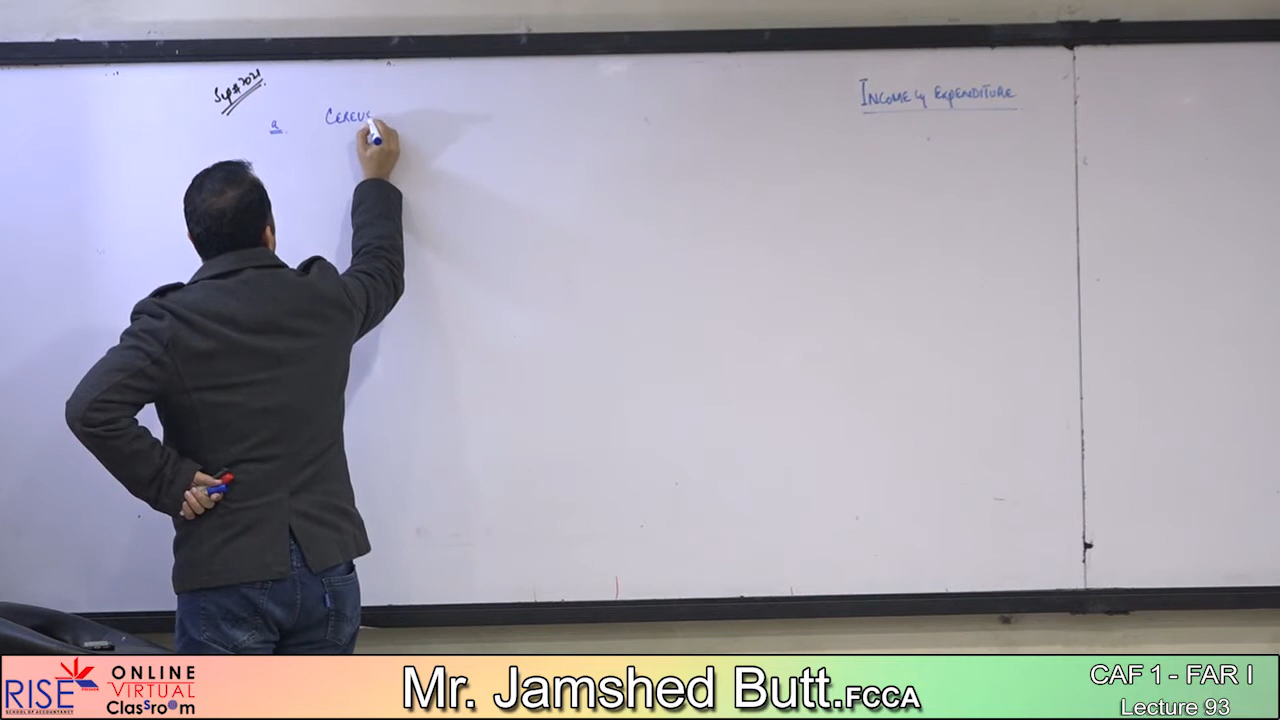 Sep 2021
Income & Expenditure
a.
Cereus
RISE
SCHOOL OF ACCOUNTANCY
ONLINE
VIRTUAL
ClasSroom
Mr. Jamshed Butt.FCCA
CAF 1 - FAR I
Lecture 93